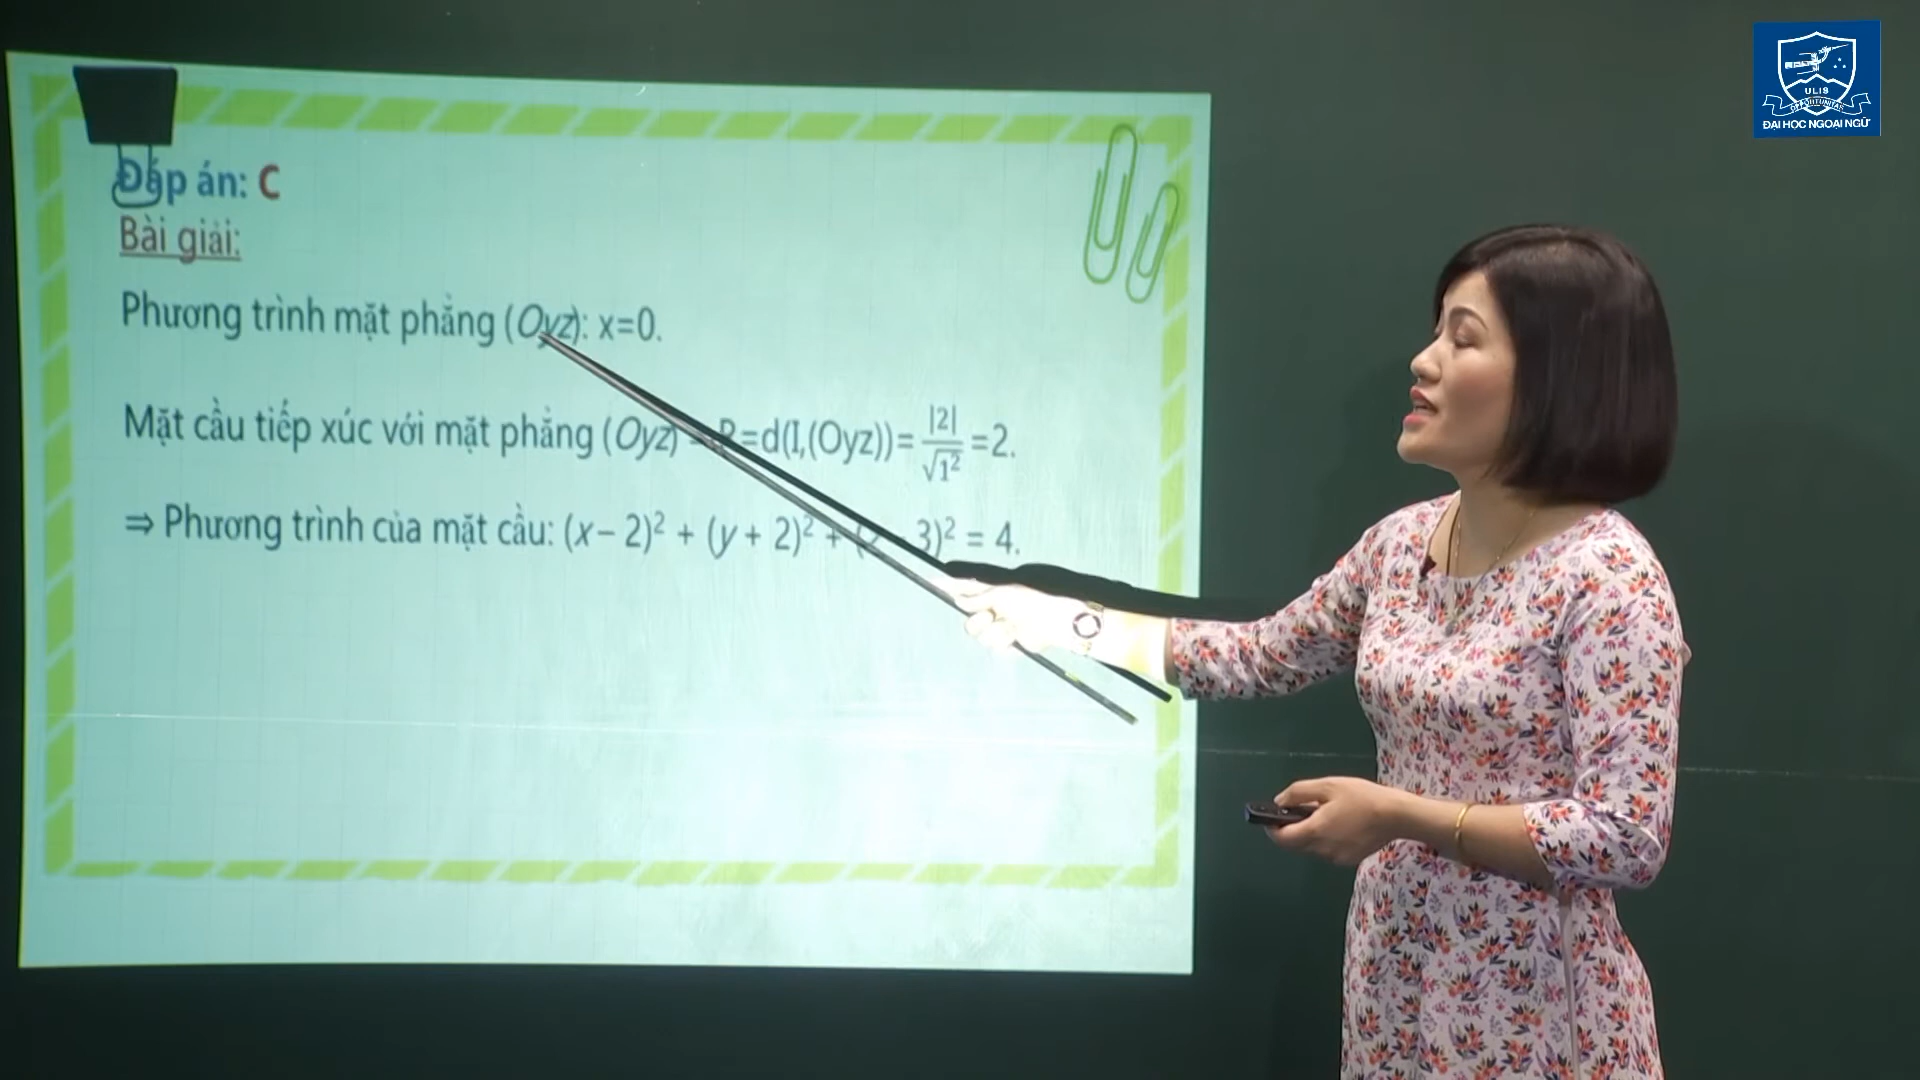 Đáp án: C
Bài giải:
Phương trình mặt phẳng (Oyz): x=0.
Mặt cầu tiếp xúc với mặt phẳng (Oyz) R=d(I,(Oyz))= |2|/√1² =2.
⇒ Phương trình của mặt cầu: (x – 2)² + (y + 2)² + ( 3)² = 4.
ULIS
OPPORTUNITAS
ĐẠI HỌC NGOẠI NGỮ